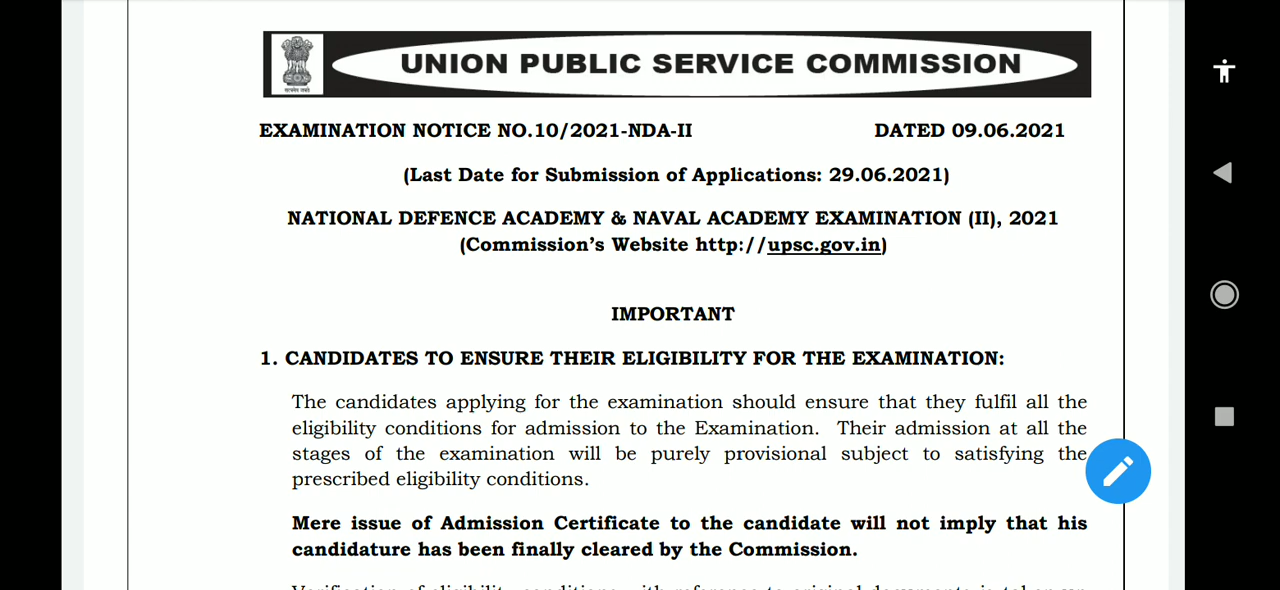 UNION PUBLIC SERVICE COMMISSION
EXAMINATION NOTICE NO.10/2021-NDA-II DATED 09.06.2021
(Last Date for Submission of Applications: 29.06.2021)
NATIONAL DEFENCE ACADEMY & NAVAL ACADEMY EXAMINATION (II), 2021
(Commission’s Website http://upsc.gov.in)
IMPORTANT
1. CANDIDATES TO ENSURE THEIR ELIGIBILITY FOR THE EXAMINATION:
The candidates applying for the examination should ensure that they fulfil all the
eligibility conditions for admission to the Examination. Their admission at all the
stages of the examination will be purely provisional subject to satisfying the
prescribed eligibility conditions.
Mere issue of Admission Certificate to the candidate will not imply that his
candidature has been finally cleared by the Commission.